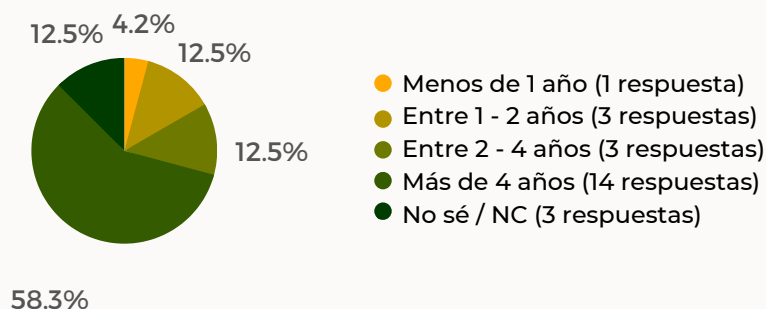 4.2%
12.5%
12.5%
12.5%
58.3%
Menos de 1 año (1 respuesta)
Entre 1 - 2 años (3 respuestas)
Entre 2 - 4 años (3 respuestas)
Más de 4 años (14 respuestas)
No sé / NC (3 respuestas)